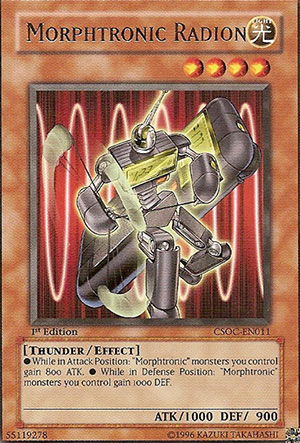 MORPHTRONIC RADION
LIGHT
光
1st Edition
CSOC-EN011
[THUNDER / EFFECT]
●While in Attack Position: "Morphtronic" monsters you control
gain 800 ATK. ● While in Defense Position: "Morphtronic"
monsters you control gain 1000 DEF.
ATK/1000 DEF/ 900
55119278
©1996 KAZUKI TAKAHASHI